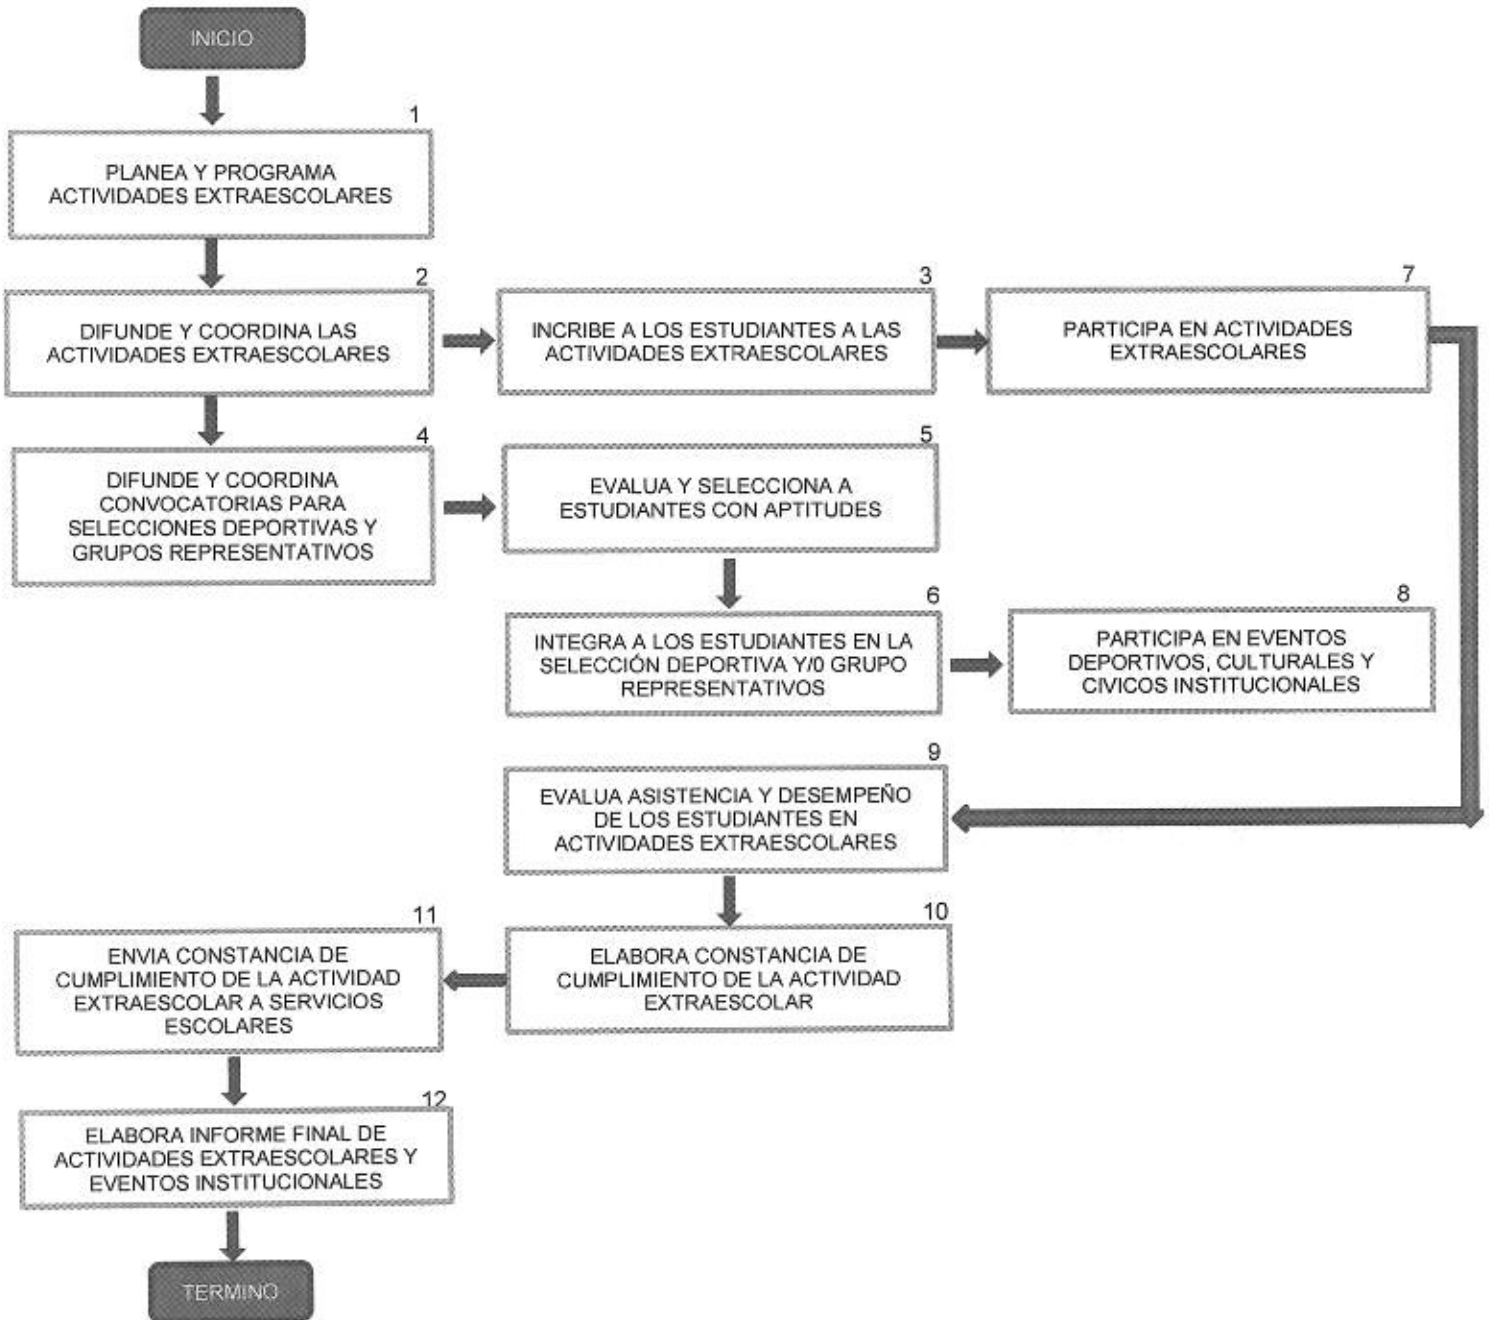 INICIO
1
PLANEA Y PROGRAMA
ACTIVIDADES EXTRAESCOLARES
2
DIFUNDE Y COORDINA LAS
ACTIVIDADES EXTRAESCOLARES
3
INCRIBE A LOS ESTUDIANTES A LAS
ACTIVIDADES EXTRAESCOLARES
7
PARTICIPA EN ACTIVIDADES
EXTRAESCOLARES
4
DIFUNDE Y COORDINA
CONVOCATORIAS PARA
SELECCIONES DEPORTIVAS Y
GRUPOS REPRESENTATIVOS
5
EVALUA Y SELECCIONA A
ESTUDIANTES CON APTITUDES
6
INTEGRA A LOS ESTUDIANTES EN LA
SELECCIÓN DEPORTIVA Y/0 GRUPO
REPRESENTATIVOS
8
PARTICIPA EN EVENTOS
DEPORTIVOS, CULTURALES Y
CIVICOS INSTITUCIONALES
9
EVALUA ASISTENCIA Y DESEMPEÑO
DE LOS ESTUDIANTES EN
ACTIVIDADES EXTRAESCOLARES
10
ELABORA CONSTANCIA DE
CUMPLIMIENTO DE LA ACTIVIDAD
EXTRAESCOLAR
11
ENVIA CONSTANCIA DE
CUMPLIMIENTO DE LA ACTIVIDAD
EXTRAESCOLAR A SERVICIOS
ESCOLARES
12
ELABORA INFORME FINAL DE
ACTIVIDADES EXTRAESCOLARES Y
EVENTOS INSTITUCIONALES
TERMINO